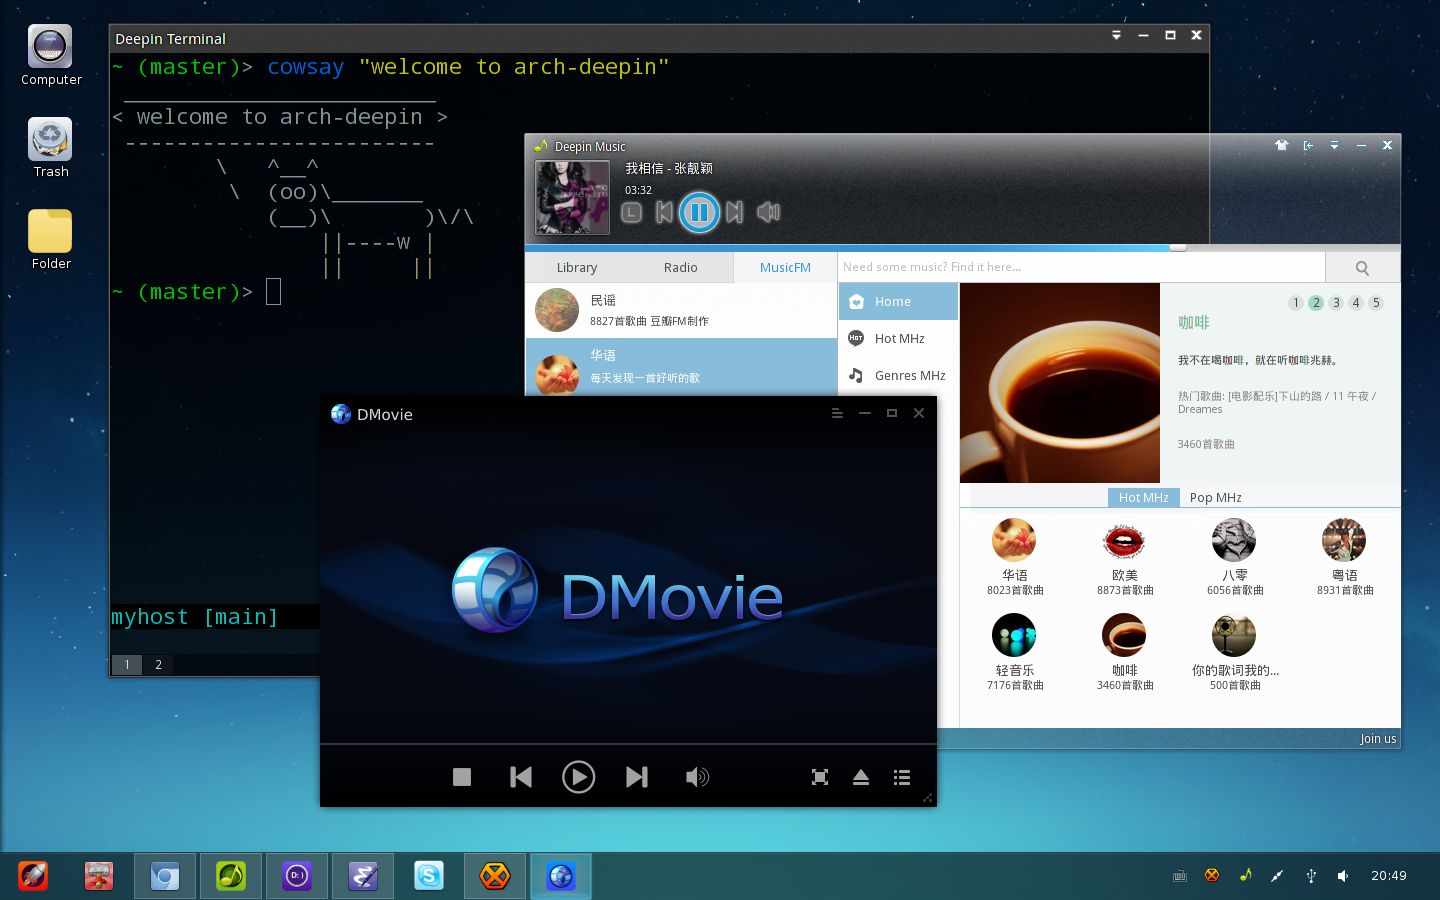 Computer
Trash
Folder
Deepin Terminal
~ (master)> cowsay "welcome to arch-deepin"
__________________________
< welcome to arch-deepin >
--------------------------
\    ^__^
\   (oo)\_______
(__)\       )\/\
||----w |
||     ||
~ (master)>
myhost [main]
1 2
Deepin Music
我相信 - 张靓颖
03:32
L
Library Radio MusicFM
Need some music? Find it here...
民谣
8827首歌曲 豆瓣FM制作
华语
每天发现一首好听的歌
Home
Hot MHz
Genres MHz
1 2 3 4 5
咖啡
我不在喝咖啡，就在听咖啡兆赫。
热门歌曲: [电影配乐]下山的路 / 11 午夜 /
Dreames
3460首歌曲
Hot MHz Pop MHz
华语 欧美 八零 粤语
8023首歌曲 8873首歌曲 6056首歌曲 8931首歌曲
轻音乐 咖啡 你的歌词我的...
7176首歌曲 3460首歌曲 500首歌曲
Join us
DMovie
DMovie
D:)
20:49